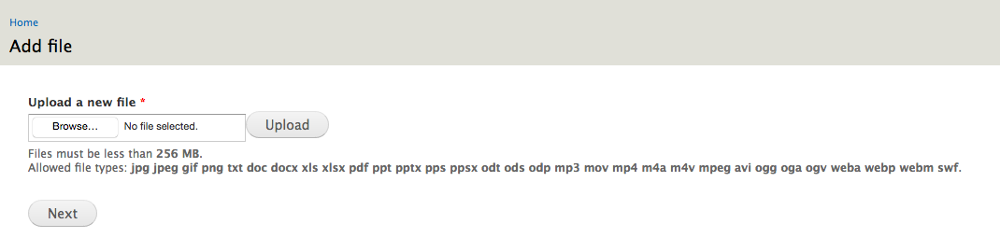 Home
Add file
Upload a new file *
Browse... No file selected. Upload
Files must be less than 256 MB.
Allowed file types: jpg jpeg gif png txt doc docx xls xlsx pdf ppt pptx pps ppsx odt ods odp mp3 mov mp4 m4a m4v mpeg avi ogg oga ogv weba webp webm swf.
Next